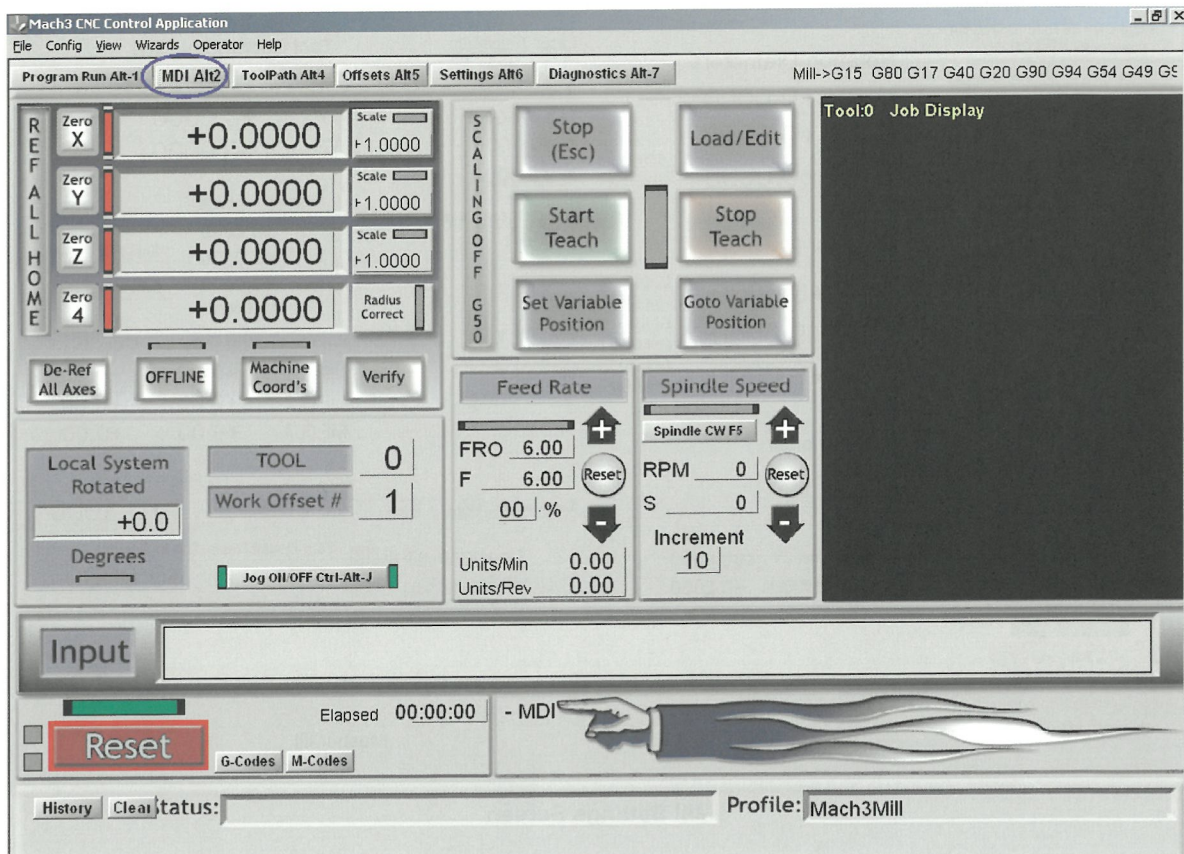 Mach3 CNC Control Application
File Config View Wizards Operator Help
Program Run Alt-1 MDI Alt2 ToolPath Alt4 Offsets Alt5 Settings Alt6 Diagnostics Alt-7 Mill->G15 G80 G17 G40 G20 G90 G94 G54 G49
REF ALL HOME
Zero X +0.0000 Scale +1.0000
Zero Y +0.0000 Scale +1.0000
Zero Z +0.0000 Scale +1.0000
Zero 4 +0.0000 Radius Correct
De-Ref All Axes OFFLINE Machine Coord's Verify
SCALING OFF G50
Stop (Esc) Load/Edit
Start Teach Stop Teach
Set Variable Position Goto Variable Position
Tool:0 Job Display
Local System Rotated
+0.0
Degrees
TOOL 0
Work Offset # 1
Jog ON/OFF Ctrl-Alt-J
Feed Rate
FRO 6.00
F 6.00
Reset
00 %
Units/Min 0.00
Units/Rev 0.00
Spindle Speed
Spindle CW F5
RPM 0
S 0
Reset
Increment
10
Input
Reset
Elapsed 00:00:00
G-Codes M-Codes
- MDI
History Clear tatus: Profile: Mach3Mill